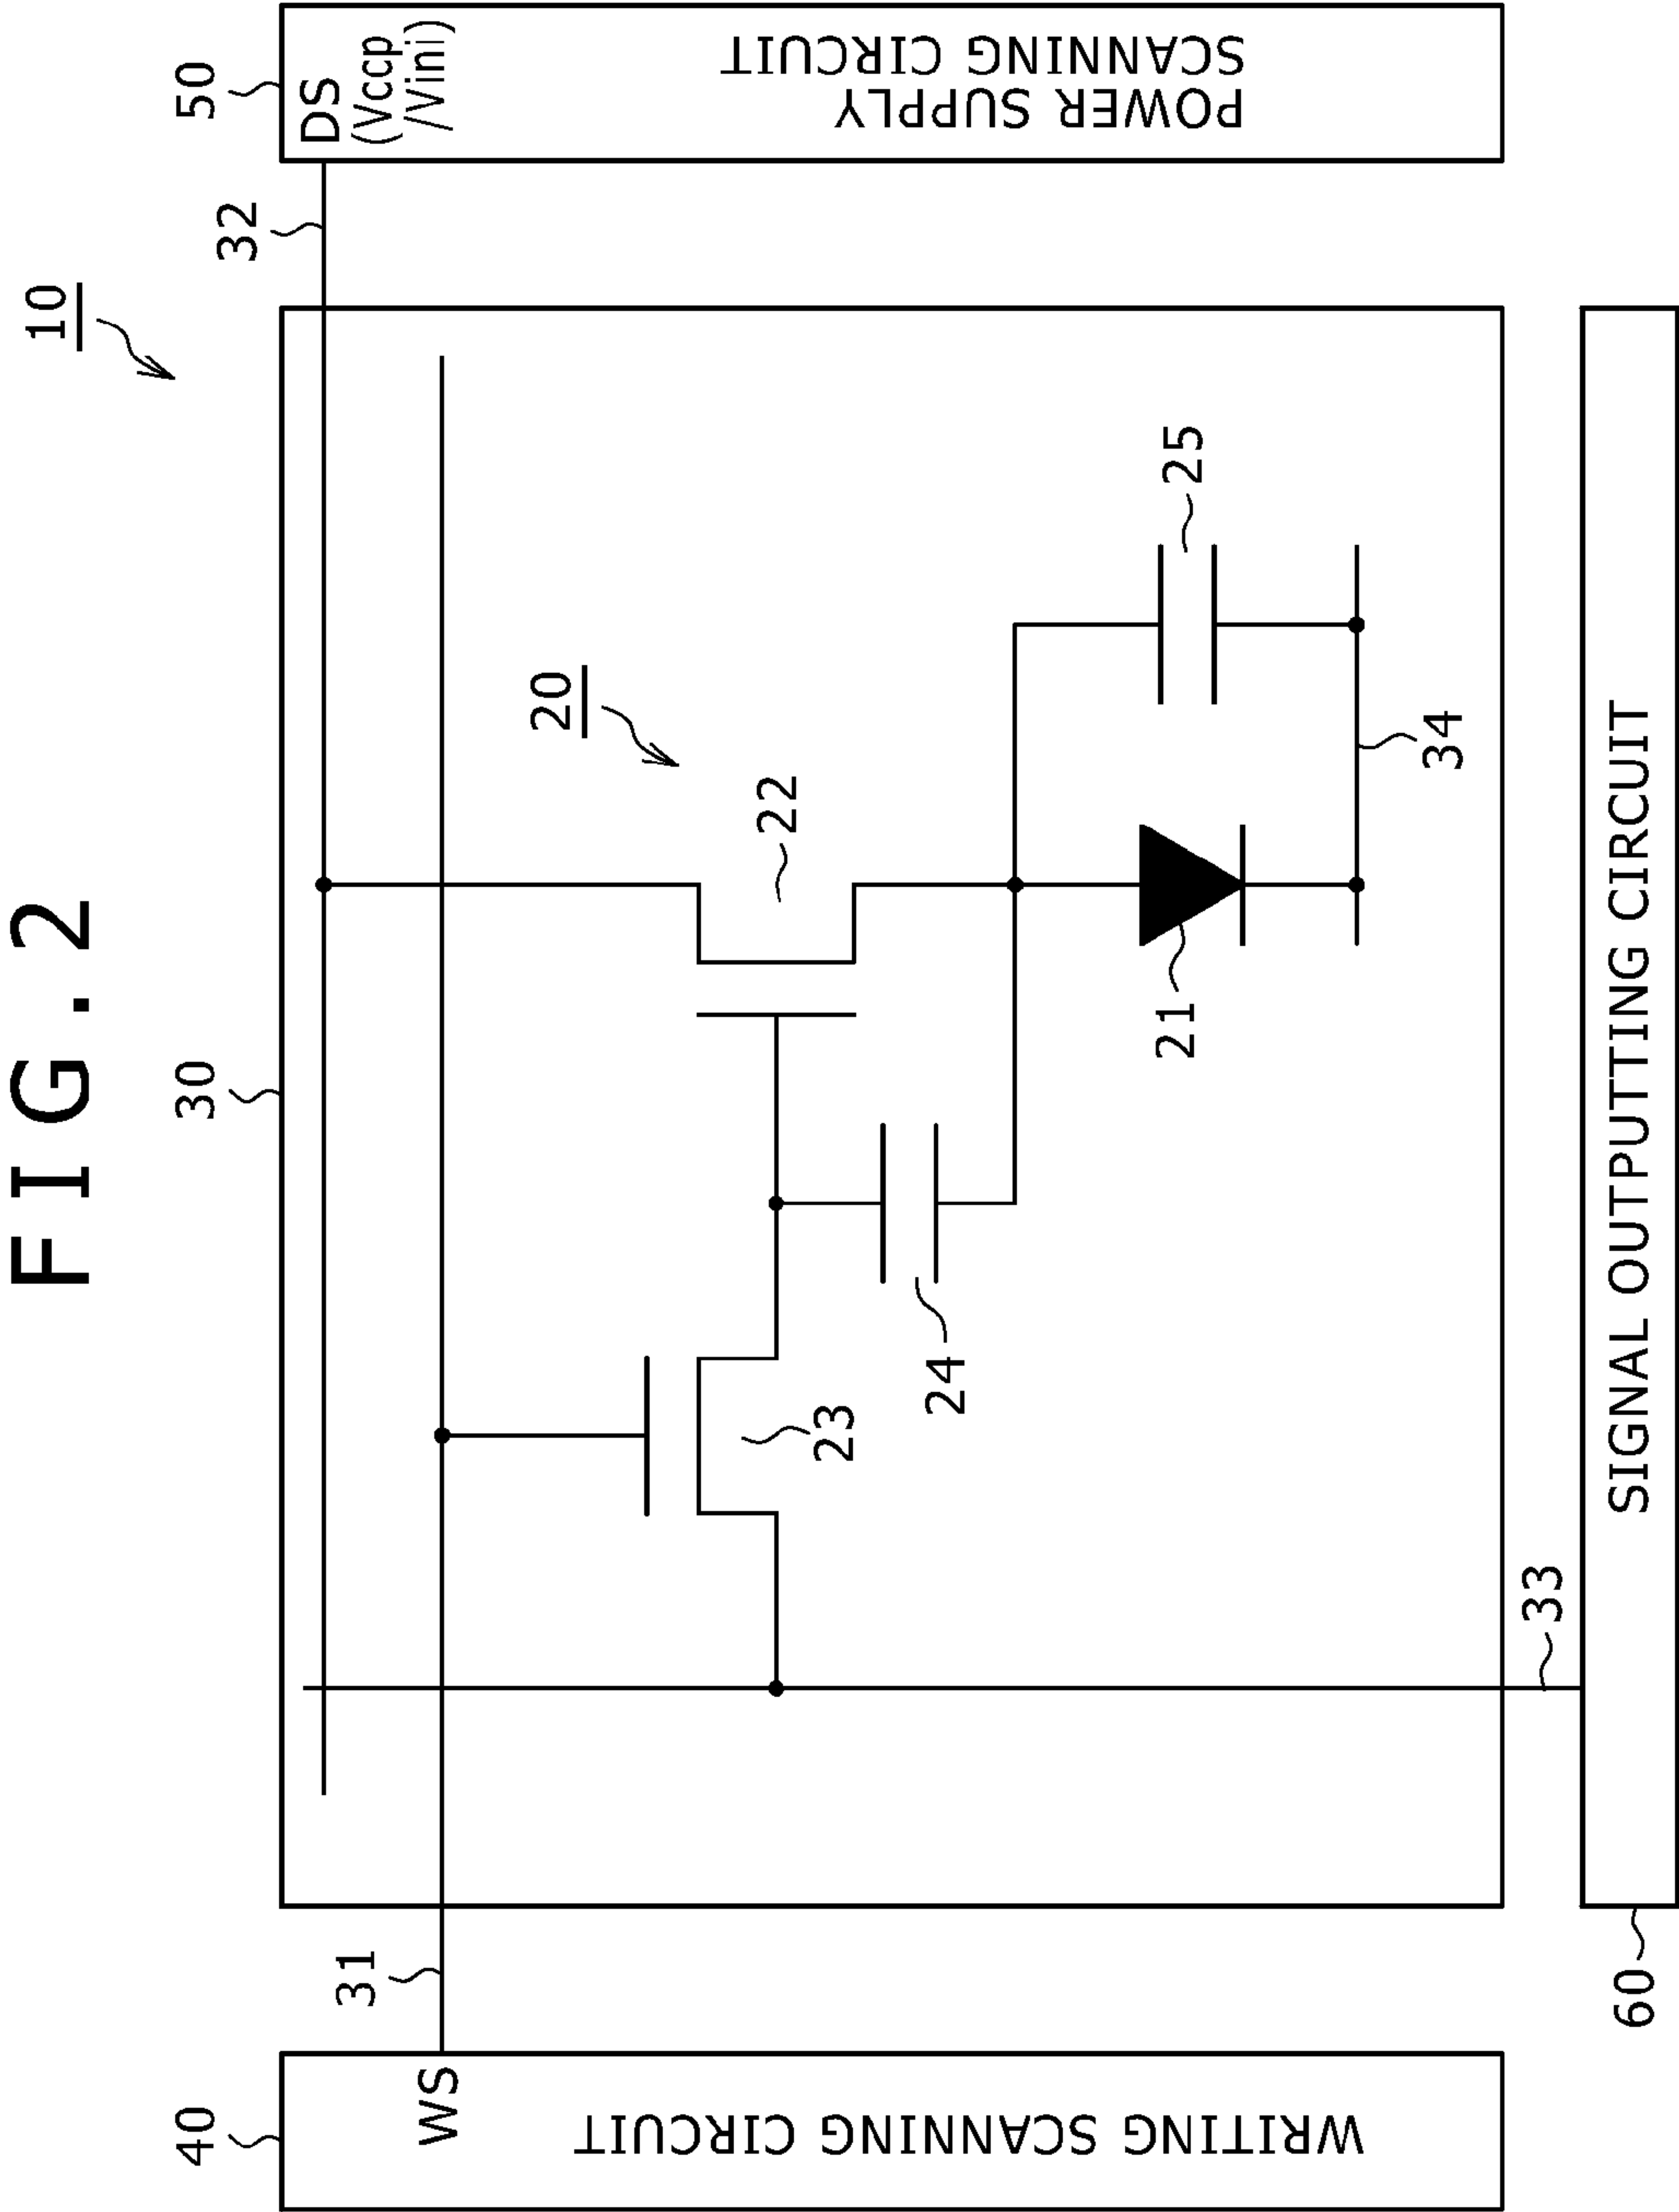 FIG.2
10
30
40
31
32
50
WS
DS
(Vccp
/Vini)
WRITING SCANNING CIRCUIT
POWER SUPPLY
SCANNING CIRCUIT
20
22
23
24
21
25
34
33
60
SIGNAL OUTPUTTING CIRCUIT